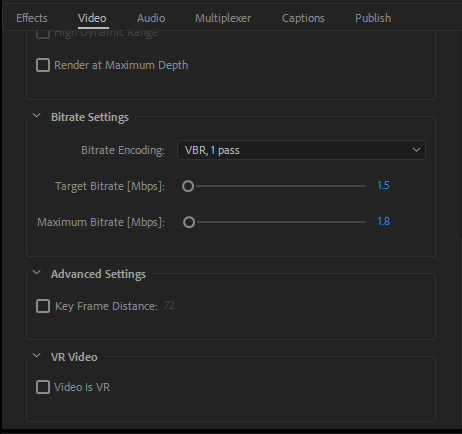 Effects Video Audio Multiplexer Captions Publish
High Dynamic Range
Render at Maximum Depth
Bitrate Settings
Bitrate Encoding: VBR, 1 pass
Target Bitrate [Mbps]: 1.5
Maximum Bitrate [Mbps]: 1.8
Advanced Settings
Key Frame Distance: 72
VR Video
Video Is VR